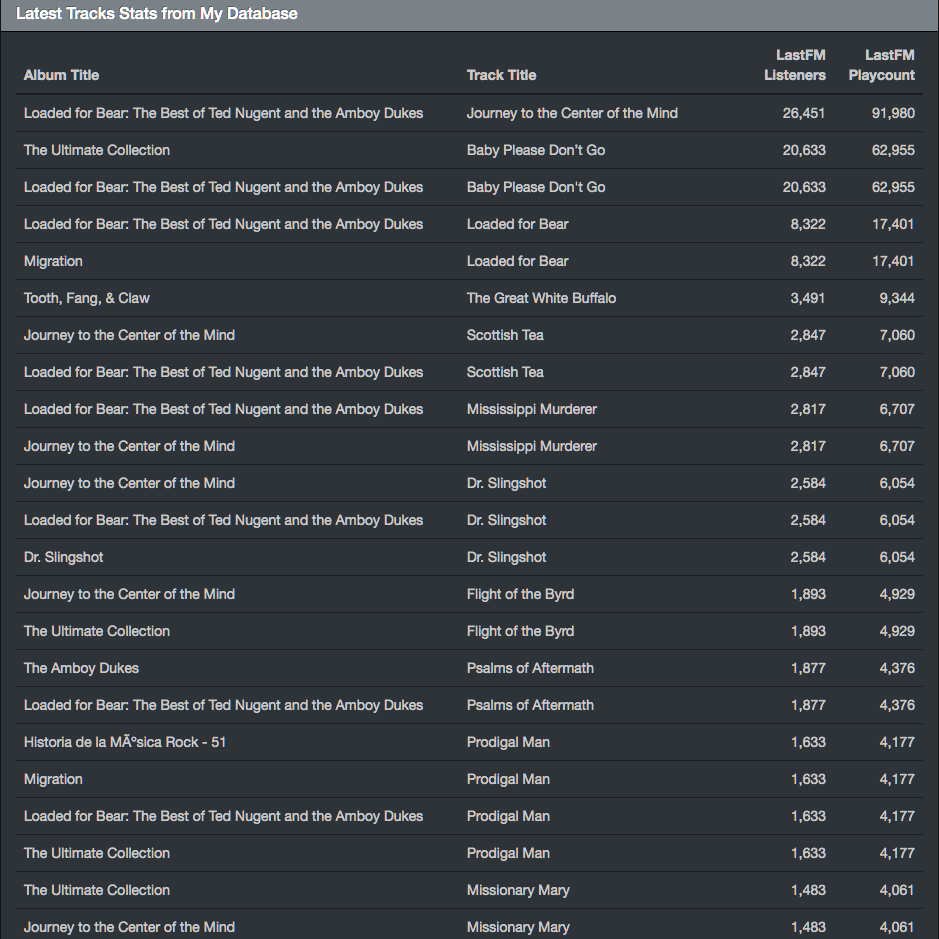 Latest Tracks Stats from My Database
LastFM LastFM
Album Title Track Title Listeners Playcount
Loaded for Bear: The Best of Ted Nugent and the Amboy Dukes Journey to the Center of the Mind 26,451 91,980
The Ultimate Collection Baby Please Don’t Go 20,633 62,955
Loaded for Bear: The Best of Ted Nugent and the Amboy Dukes Baby Please Don't Go 20,633 62,955
Loaded for Bear: The Best of Ted Nugent and the Amboy Dukes Loaded for Bear 8,322 17,401
Migration Loaded for Bear 8,322 17,401
Tooth, Fang, & Claw The Great White Buffalo 3,491 9,344
Journey to the Center of the Mind Scottish Tea 2,847 7,060
Loaded for Bear: The Best of Ted Nugent and the Amboy Dukes Scottish Tea 2,847 7,060
Loaded for Bear: The Best of Ted Nugent and the Amboy Dukes Mississippi Murderer 2,817 6,707
Journey to the Center of the Mind Mississippi Murderer 2,817 6,707
Journey to the Center of the Mind Dr. Slingshot 2,584 6,054
Loaded for Bear: The Best of Ted Nugent and the Amboy Dukes Dr. Slingshot 2,584 6,054
Dr. Slingshot Dr. Slingshot 2,584 6,054
Journey to the Center of the Mind Flight of the Byrd 1,893 4,929
The Ultimate Collection Flight of the Byrd 1,893 4,929
The Amboy Dukes Psalms of Aftermath 1,877 4,376
Loaded for Bear: The Best of Ted Nugent and the Amboy Dukes Psalms of Aftermath 1,877 4,376
Historia de la MÃºsica Rock - 51 Prodigal Man 1,633 4,177
Migration Prodigal Man 1,633 4,177
Loaded for Bear: The Best of Ted Nugent and the Amboy Dukes Prodigal Man 1,633 4,177
The Ultimate Collection Prodigal Man 1,633 4,177
The Ultimate Collection Missionary Mary 1,483 4,061
Journey to the Center of the Mind Missionary Mary 1,483 4,061